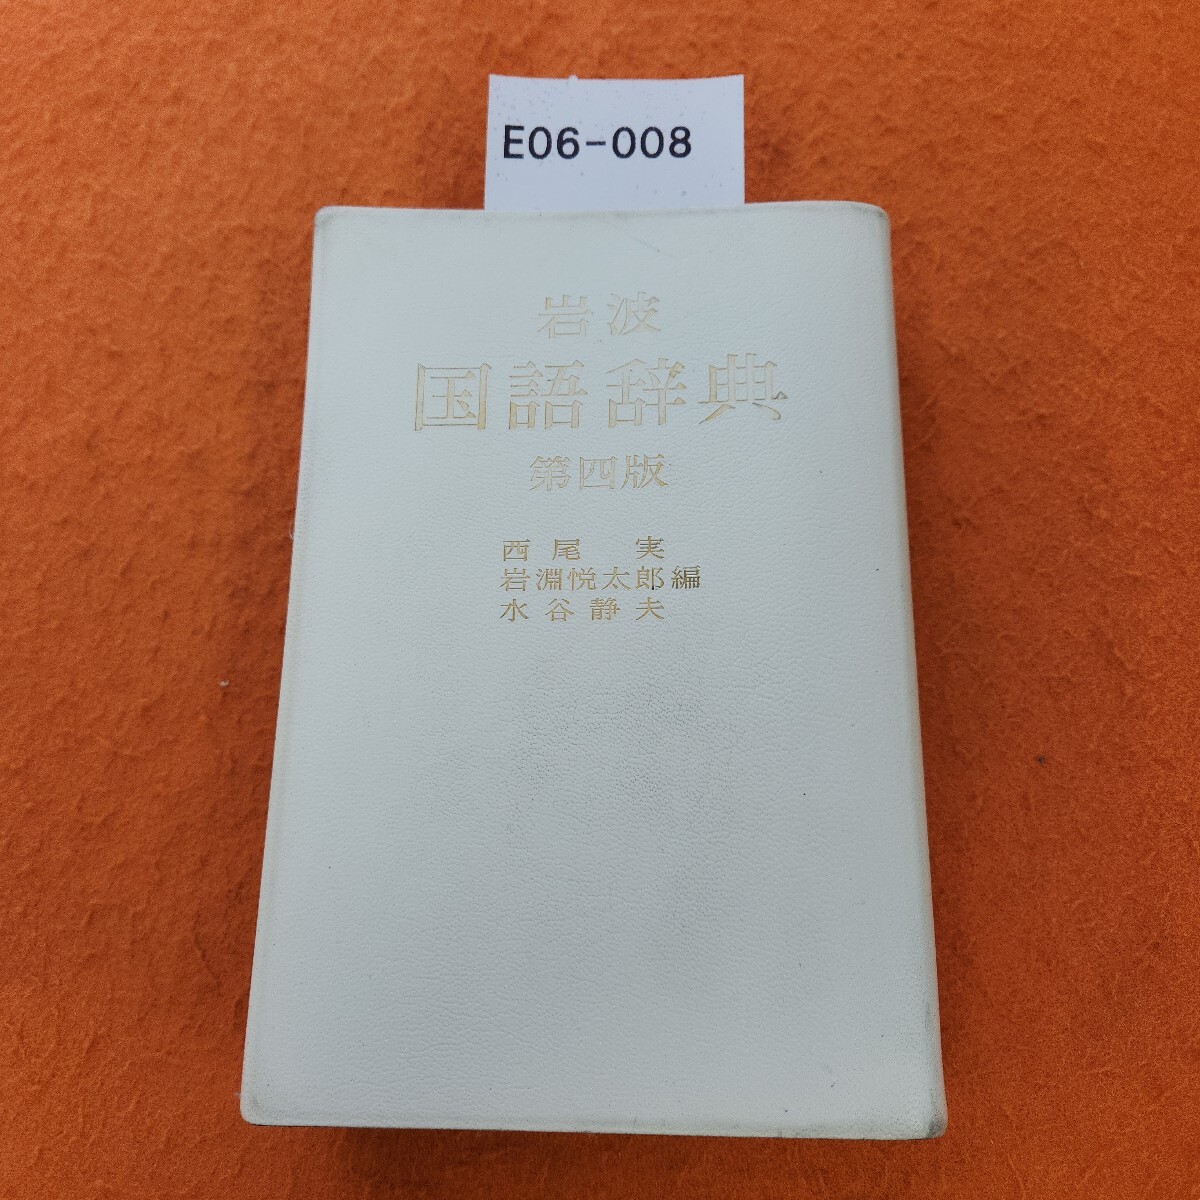 E06-008
岩波
国語辞典
第四版
西尾 実
岩淵悦太郎編
水谷静夫